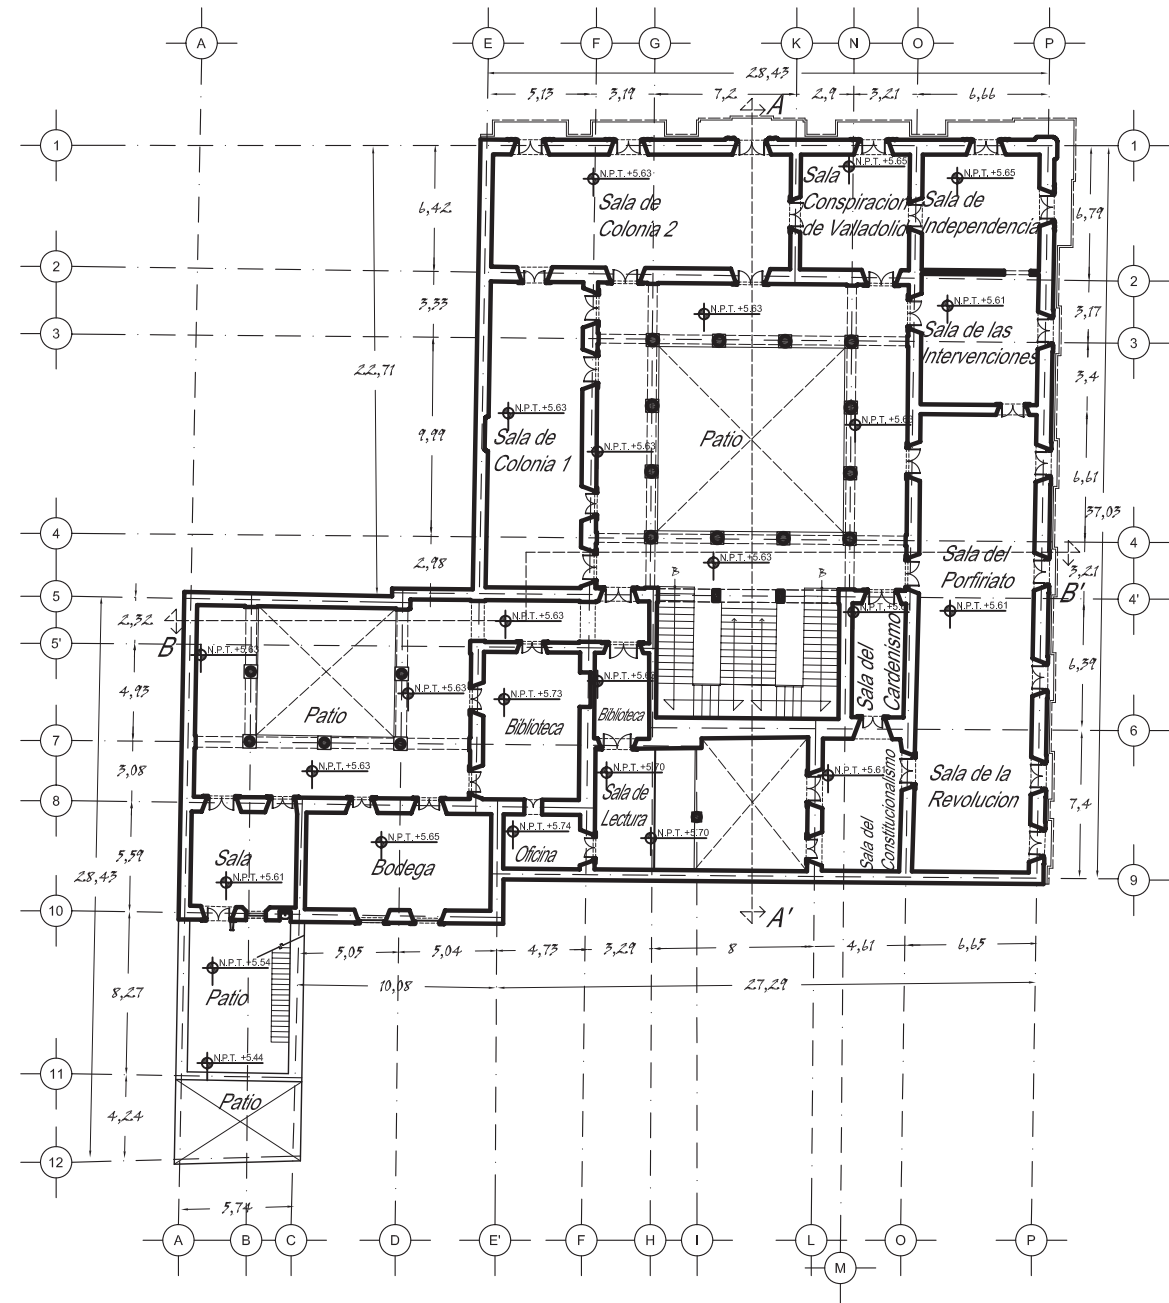 A
E
F
G
K
N
O
P
28,43
5,13
3,19
7,2
2,9
3,21
6,66
A
1
1
N.P.T. +5.63
Sala de
Colonia 2
N.P.T. +5.65
Sala
Conspiracion
de Valladolid
N.P.T. +5.65
Sala de
Independencia
6,42
6,79
2
2
3,33
N.P.T. +5.63
N.P.T. +5.61
3,17
3
3
Sala de las
Intervenciones
22,71
3,4
N.P.T. +5.63
Sala de
Colonia 1
9,99
N.P.T. +5.63
Patio
6,61
37,03
4
4
2,98
N.P.T. +5.63
Sala del
Porfiriato
3,21
5
4'
B'
2,32
N.P.T. +5.63
B
B
N.P.T. +5.61
5'
B
N.P.T. +5.63
4,93
N.P.T. +5.63
N.P.T. +5.73
Sala del
Cardenismo
6,39
Patio
Biblioteca
Biblioteca
7
6
3,08
N.P.T. +5.63
N.P.T. +5.70
Sala de
Lectura
N.P.T. +5.61
Sala de la
Revolucion
7,4
8
N.P.T. +5.74
Oficina
N.P.T. +5.70
Sala del
Constitucionalismo
N.P.T. +5.65
Bodega
5,59
28,43
Sala
N.P.T. +5.61
9
10
A'
5,05
5,04
4,73
3,29
8
4,61
6,65
N.P.T. +5.54
Patio
8,27
10,08
27,29
N.P.T. +5.44
11
4,24
Patio
12
5,74
A
B
C
D
E'
F
H
I
L
M
O
P